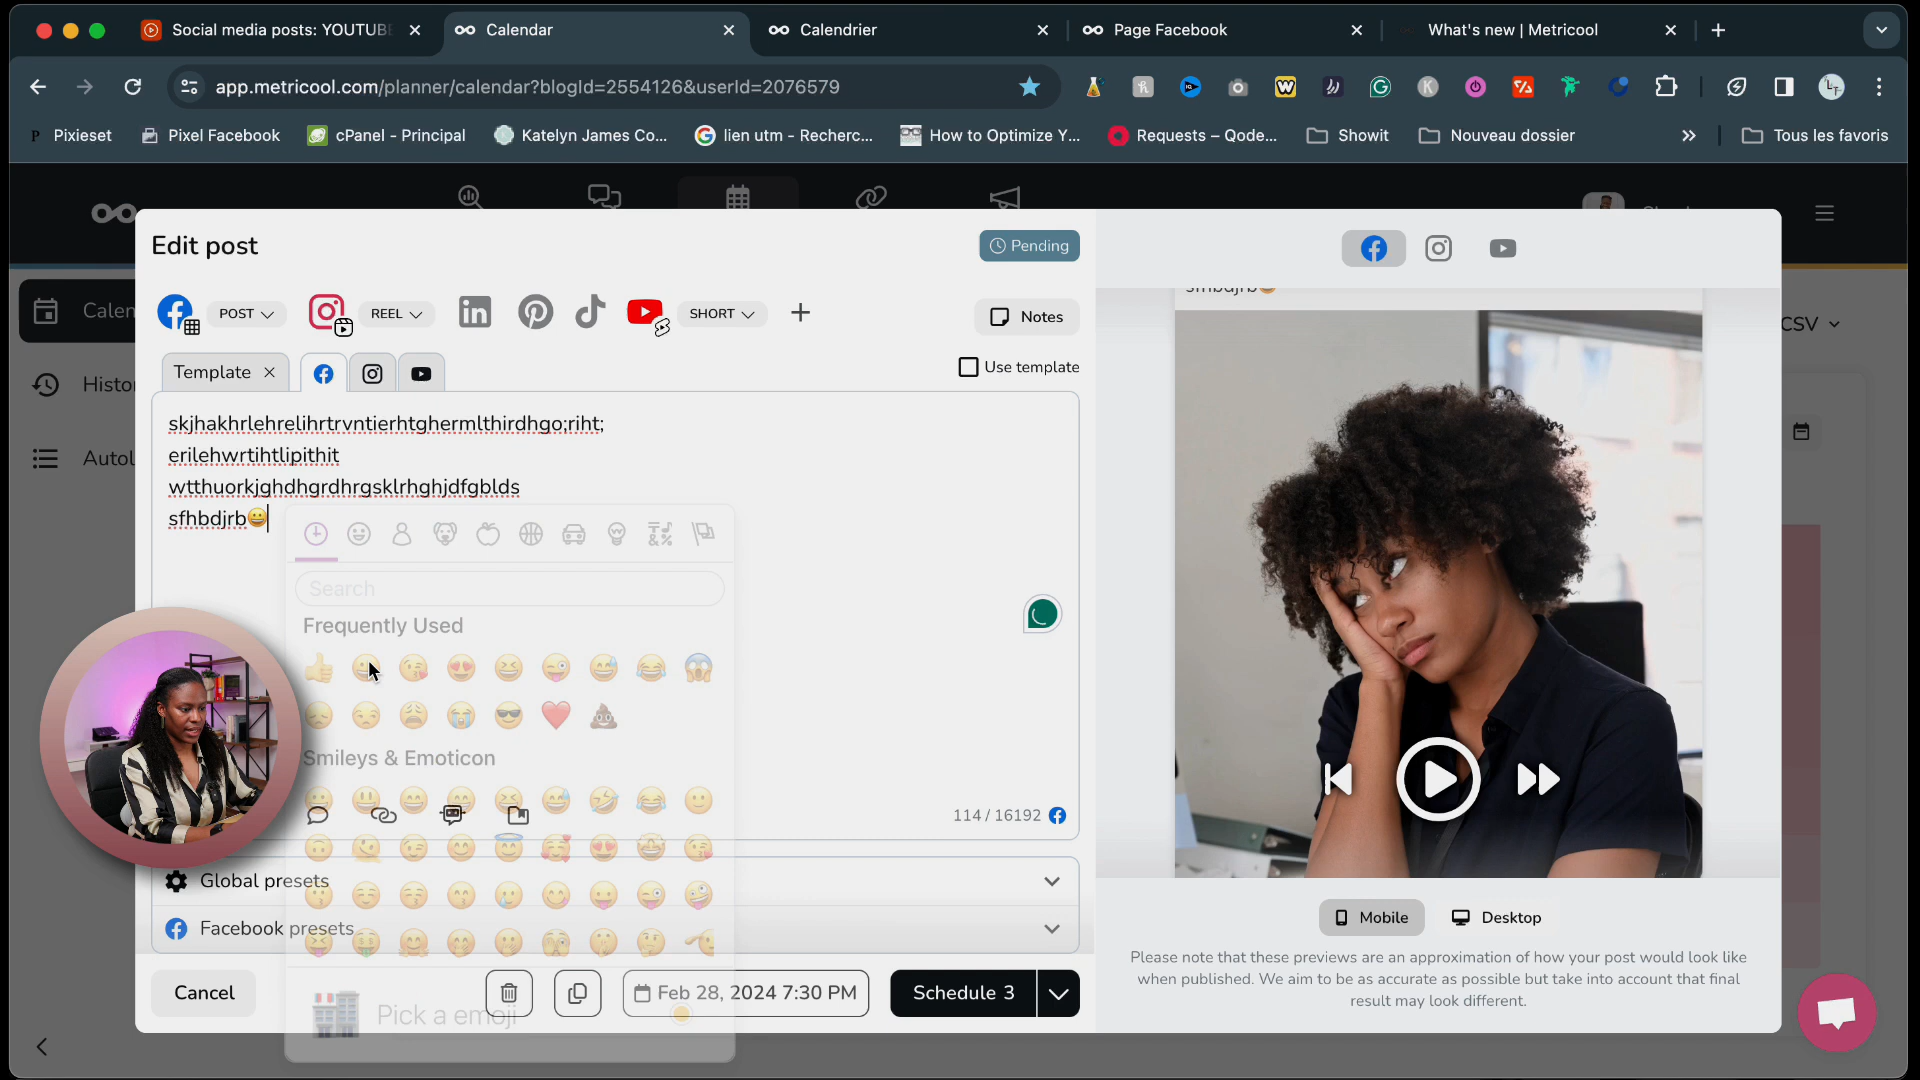 Social media posts: YOUTUBE
Calendar
Calendrier
Page Facebook
What's new | Metricool
app.metricool.com/planner/calendar?blogId=2554126&userId=2076579
Pixieset
Pixel Facebook
cPanel - Principal
Katelyn James Co...
lien utm - Recherc...
How to Optimize Y...
Requests – Qode...
Showit
Nouveau dossier
Tous les favoris
Edit post
Pending
POST
REEL
SHORT
Notes
Template
Use template
CSV
skjhakhrlehrelihrtrvntierhtghermlthirdhgo;riht;
erilehwrtihtlipithit
wtthuorkjghdhgrdhrgsklrhghjdfgblds
sfhbdjrb😀
Search
Frequently Used
Smileys & Emoticon
114 / 16192
Global presets
Facebook presets
Cancel
Pick a emoji
Feb 28, 2024 7:30 PM
Schedule 3
Mobile
Desktop
Please note that these previews are an approximation of how your post would look like
when published. We aim to be as accurate as possible but take into account that final
result may look different.